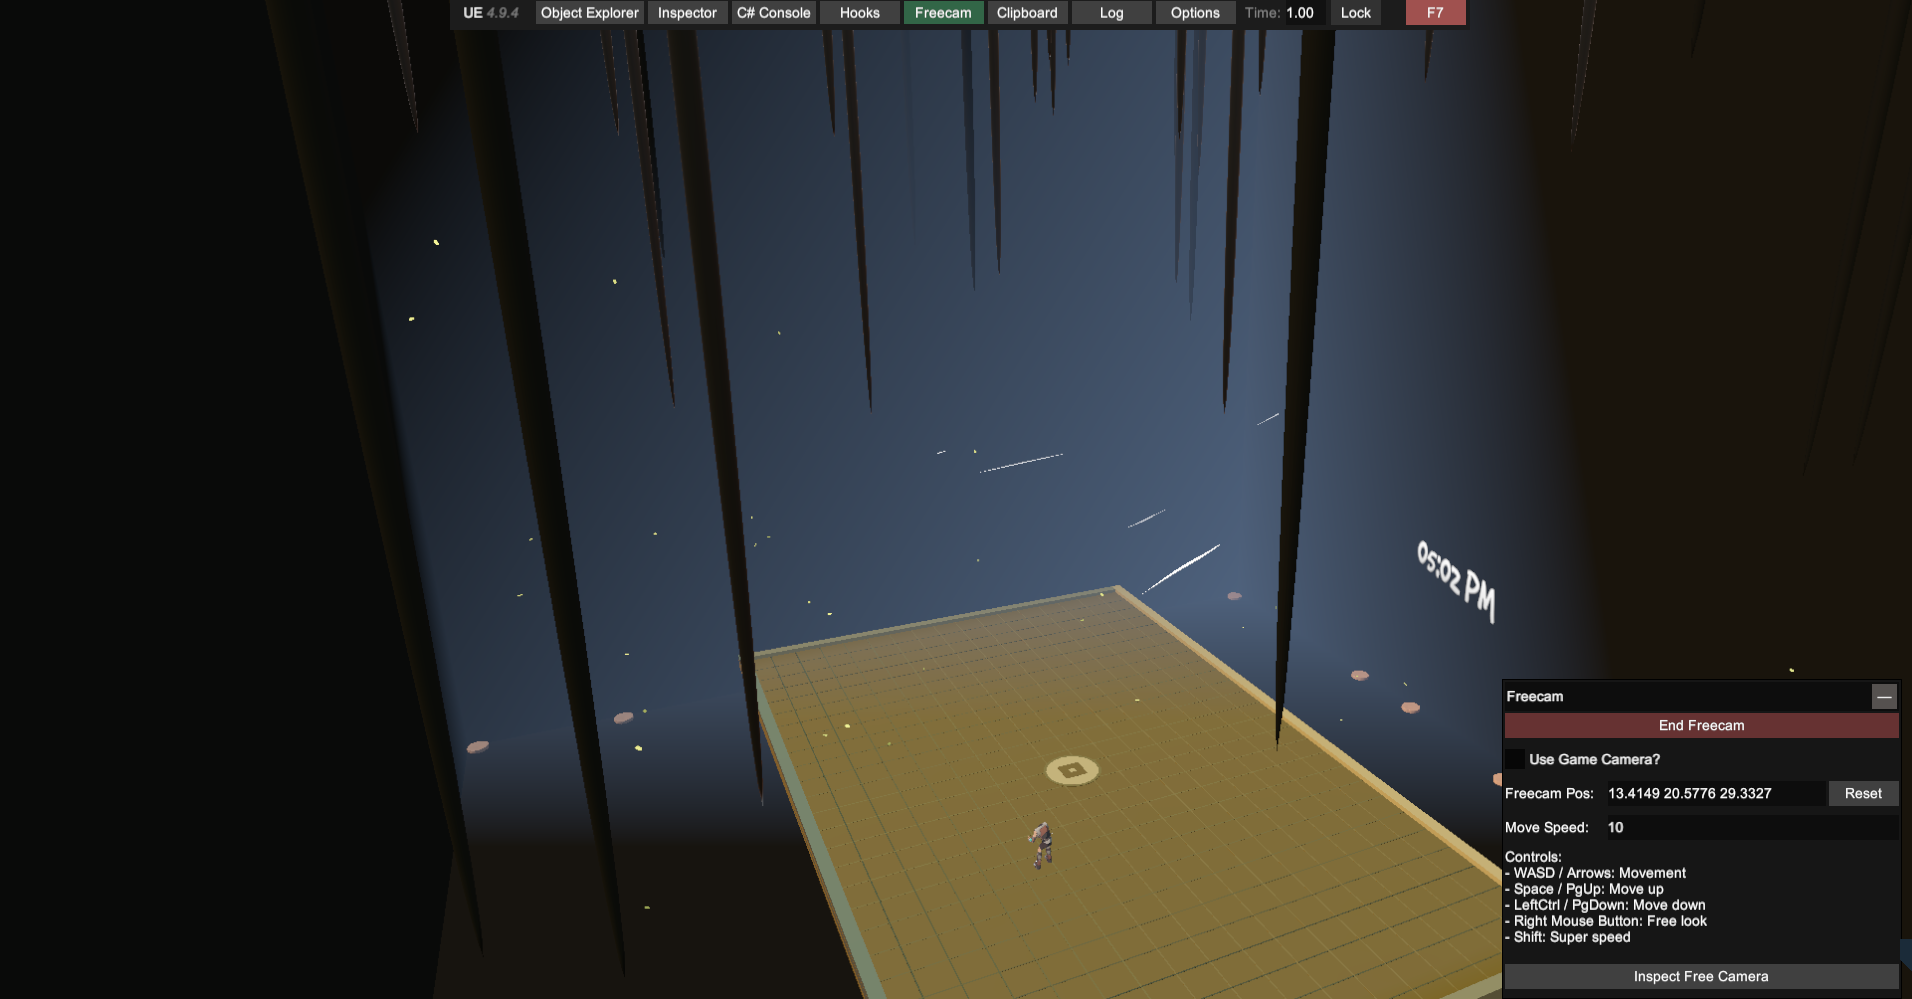 UE 4.9.4 Object Explorer Inspector C# Console Hooks Freecam Clipboard Log Options Time: 1.00 Lock F7
05:02 PM
Freecam —
End Freecam
Use Game Camera?
Freecam Pos: 13.4149 20.5776 29.3327 Reset
Move Speed: 10
Controls:
- WASD / Arrows: Movement
- Space / PgUp: Move up
- LeftCtrl / PgDown: Move down
- Right Mouse Button: Free look
- Shift: Super speed
Inspect Free Camera